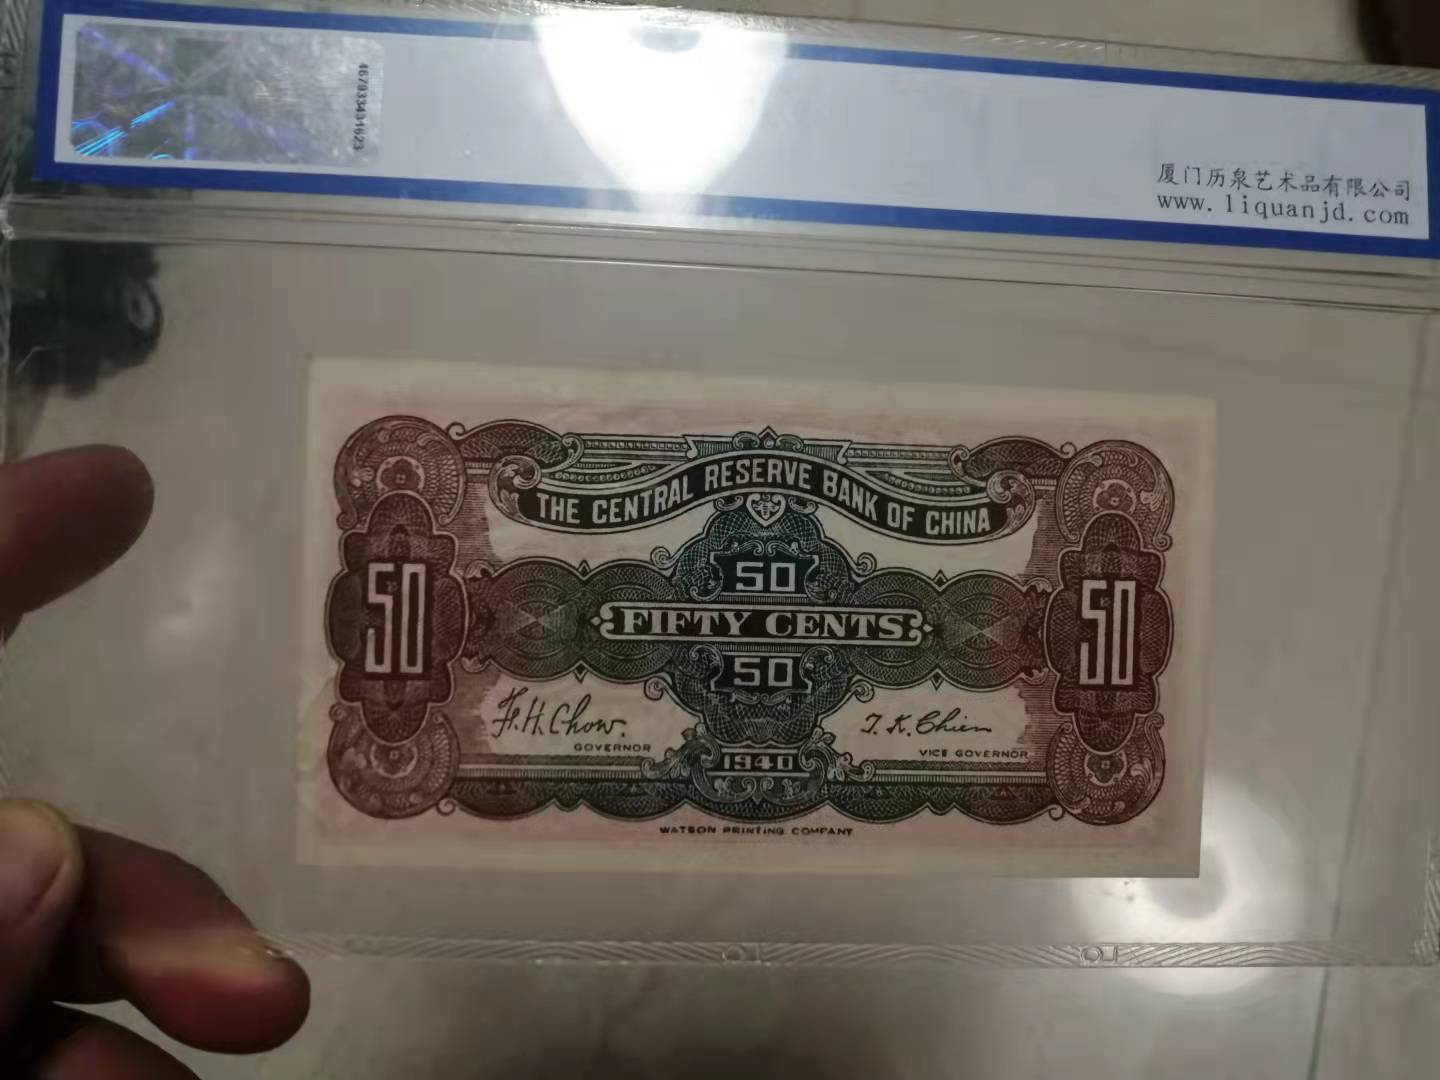 46793431623
厦门历泉艺术品有限公司
www.liquanjd.com
THE CENTRAL RESERVE BANK OF CHINA
50
50
FIFTY CENTS
50
50
F.H.Chow.
GOVERNOR
T.K.Chien
VICE GOVERNOR
1940
WATSON PRINTING COMPANY